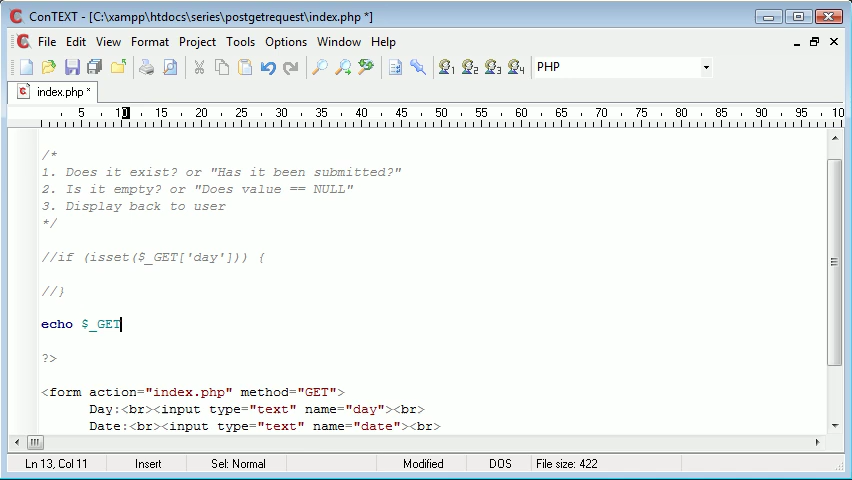 ConTEXT - [C:\xampp\htdocs\series\postgetrequest\index.php *]
File Edit View Format Project Tools Options Window Help
1 2 3 4 PHP
index.php *
5 10 15 20 25 30 35 40 45 50 55 60 65 70 75 80 85 90 95 10
/*
1. Does it exist? or "Has it been submitted?"
2. Is it empty? or "Does value == NULL"
3. Display back to user
*/
//if (isset($_GET['day'])) {
//}
echo $_GET
?>
<form action="index.php" method="GET">
Day:<br><input type="text" name="day"><br>
Date:<br><input type="text" name="date"><br>
Ln 13, Col 11 Insert Sel: Normal Modified DOS File size: 422